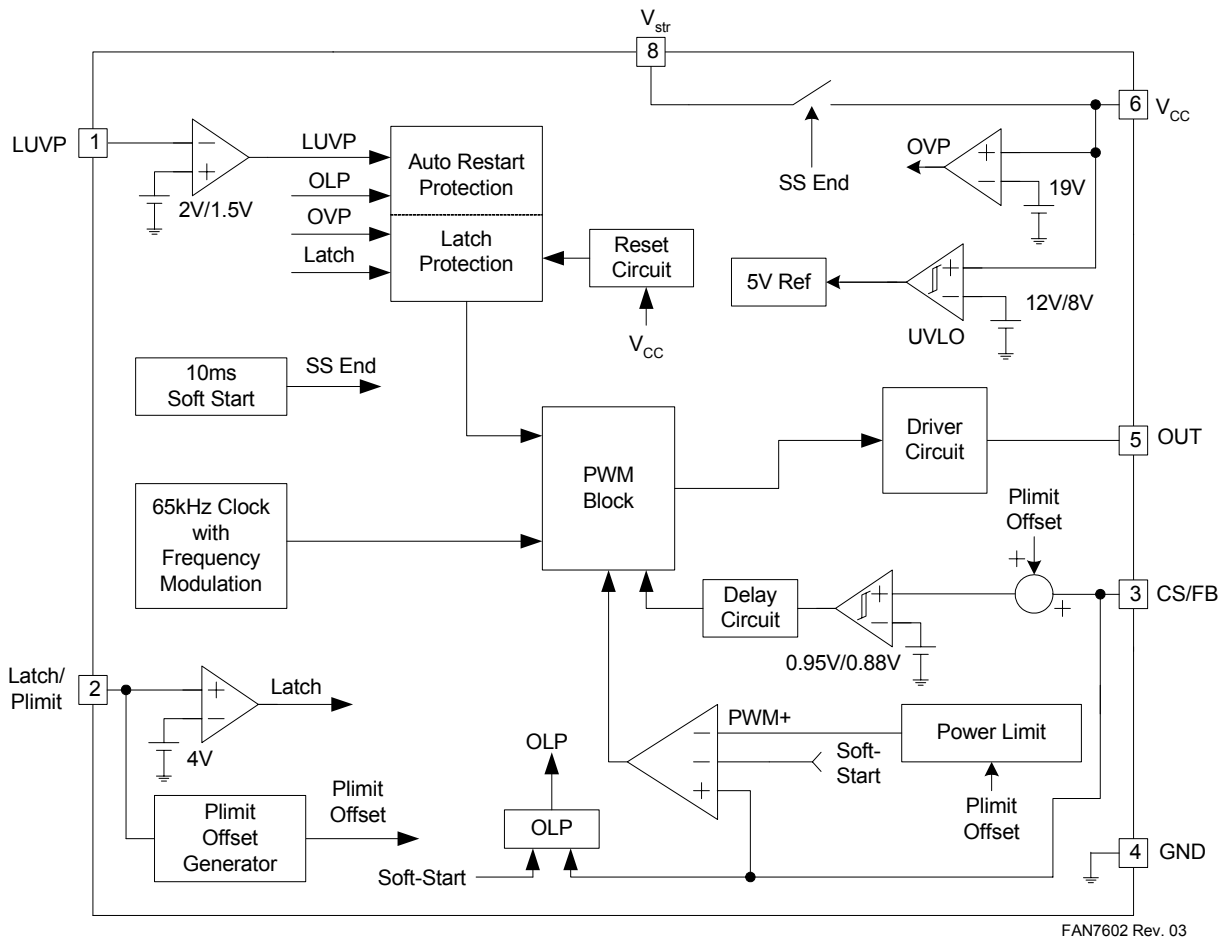 Vstr
8
LUVP
1
−
+
2V/1.5V
LUVP
OLP
OVP
Latch
Auto Restart
Protection
Latch
Protection
Reset
Circuit
VCC
SS End
6
VCC
OVP
+
−
19V
5V Ref
+
−
12V/8V
UVLO
10ms
Soft Start
SS End
65kHz Clock
with
Frequency
Modulation
PWM
Block
Driver
Circuit
5
OUT
Plimit
Offset
+
+
3
CS/FB
Delay
Circuit
+
−
0.95V/0.88V
Latch/
Plimit
2
+
−
4V
Latch
Plimit
Offset
Generator
Plimit
Offset
OLP
OLP
Soft-Start
−
−
+
PWM+
Soft-
Start
Power Limit
Plimit
Offset
4
GND
FAN7602 Rev. 03